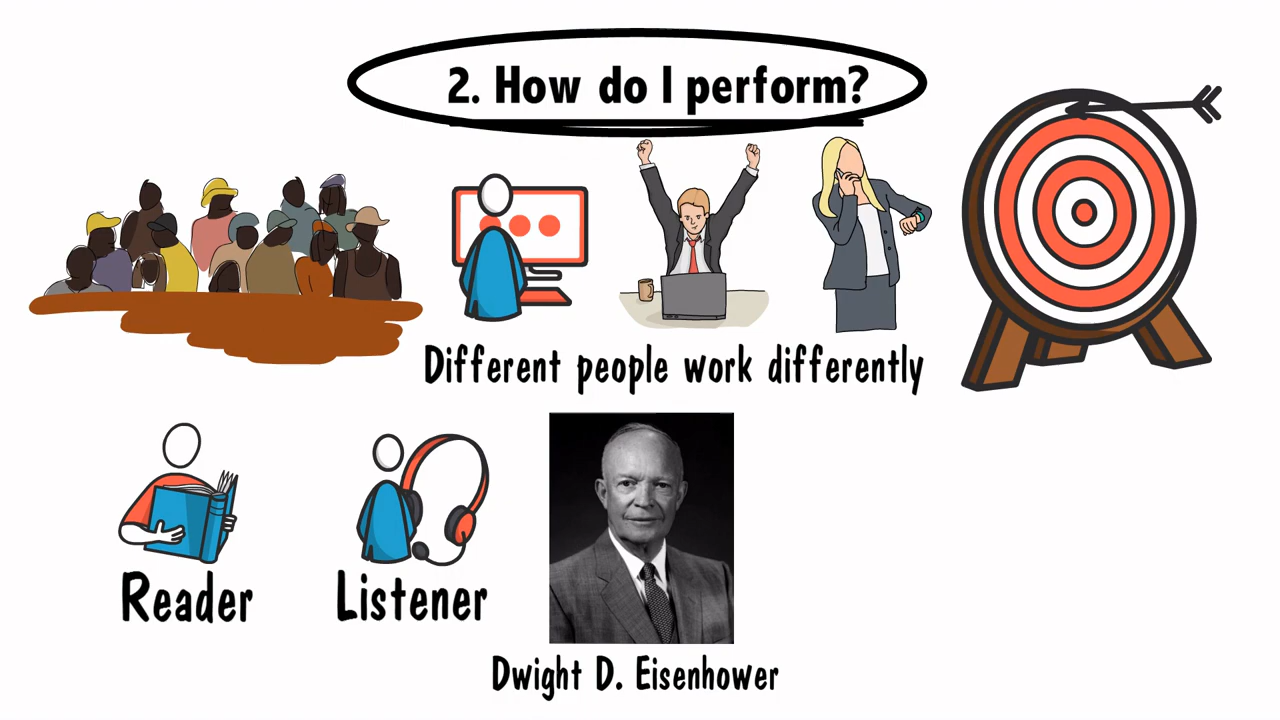 2. How do I perform?
Different people work differently
Reader
Listener
Dwight D. Eisenhower